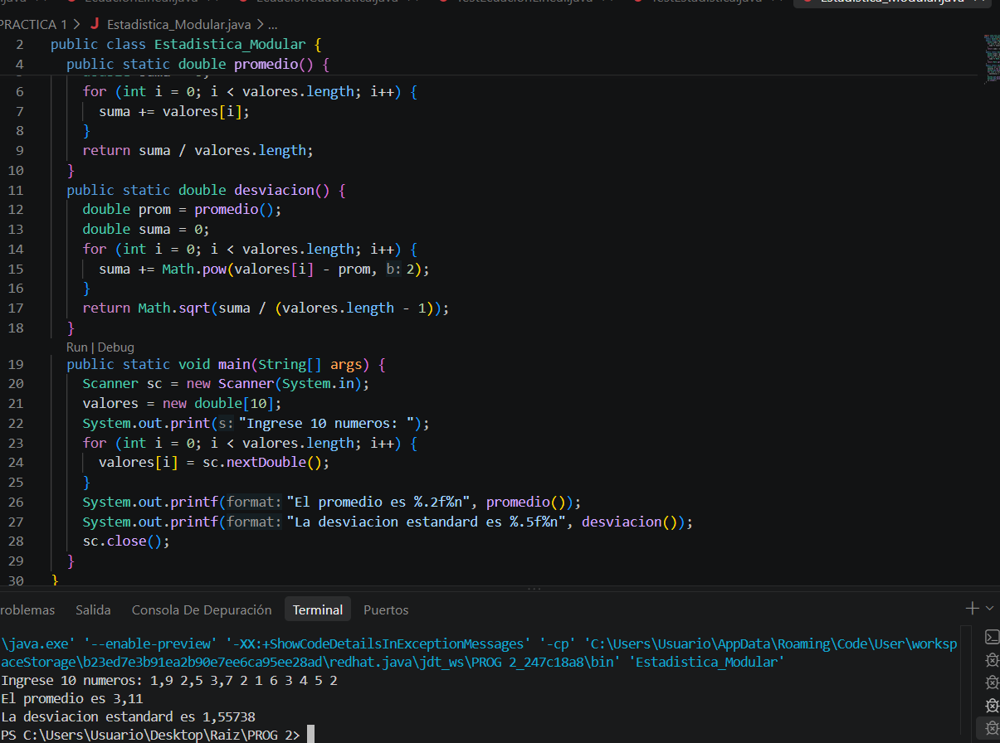 PRACTICA 1 > J Estadistica_Modular.java > ...
2 public class Estadistica_Modular {
4 public static double promedio() {
6 for (int i = 0; i < valores.length; i++) {
7 suma += valores[i];
8 }
9 return suma / valores.length;
10 }
11 public static double desviacion() {
12 double prom = promedio();
13 double suma = 0;
14 for (int i = 0; i < valores.length; i++) {
15 suma += Math.pow(valores[i] - prom, b: 2);
16 }
17 return Math.sqrt(suma / (valores.length - 1));
18 }
Run | Debug
19 public static void main(String[] args) {
20 Scanner sc = new Scanner(System.in);
21 valores = new double[10];
22 System.out.print(s: "Ingrese 10 numeros: ");
23 for (int i = 0; i < valores.length; i++) {
24 valores[i] = sc.nextDouble();
25 }
26 System.out.printf(format: "El promedio es %.2f%n", promedio());
27 System.out.printf(format: "La desviacion estandard es %.5f%n", desviacion());
28 sc.close();
29 }
30 }
roblemas Salida Consola De Depuración Terminal Puertos
\java.exe' '--enable-preview' '-XX:+ShowCodeDetailsInExceptionMessages' '-cp' 'C:\Users\Usuario\AppData\Roaming\Code\User\worksp
aceStorage\b23ed7e3b91ea2b90e7ee6ca95ee28ad\redhat.java\jdt_ws\PROG 2_247c18a8\bin' 'Estadistica_Modular'
Ingrese 10 numeros: 1,9 2,5 3,7 2 1 6 3 4 5 2
El promedio es 3,11
La desviacion estandard es 1,55738
PS C:\Users\Usuario\Desktop\Raiz\PROG 2>